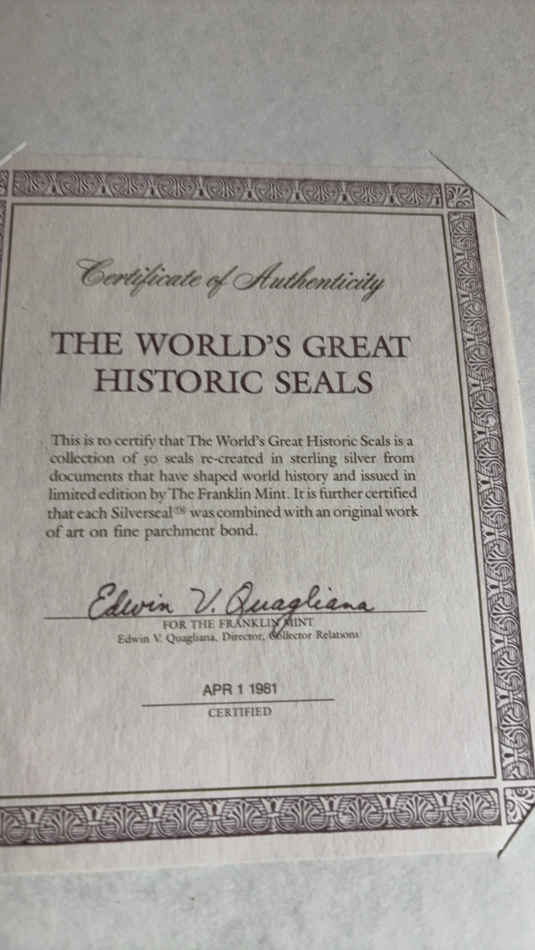 Certificate of Authenticity
THE WORLD'S GREAT
HISTORIC SEALS
This is to certify that The World's Great Historic Seals is a
collection of 50 seals re-created in sterling silver from
documents that have shaped world history and issued in
limited edition by The Franklin Mint. It is further certified
that each Silverseal™ was combined with an original work
of art on fine parchment bond.
Edwin V. Quagliana
FOR THE FRANKLIN MINT
Edwin V. Quagliana, Director, Collector Relations
APR 1 1981
CERTIFIED